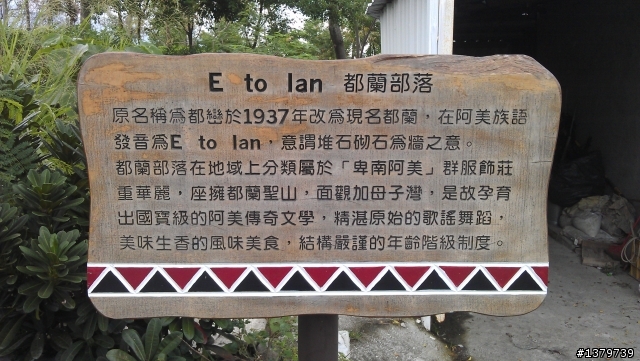 E to lan 都蘭部落
原名稱為都巒於1937年改為現名都蘭，在阿美族語
發音為E to lan，意謂堆石砌石為牆之意。
都蘭部落在地域上分類屬於「卑南阿美」群服飾莊
重華麗，座擁都蘭聖山，面觀加母子灣，是故孕育
出國寶級的阿美傳奇文學，精湛原始的歌謠舞蹈，
美味生香的風味美食，結構嚴謹的年齡階級制度。
#1379739